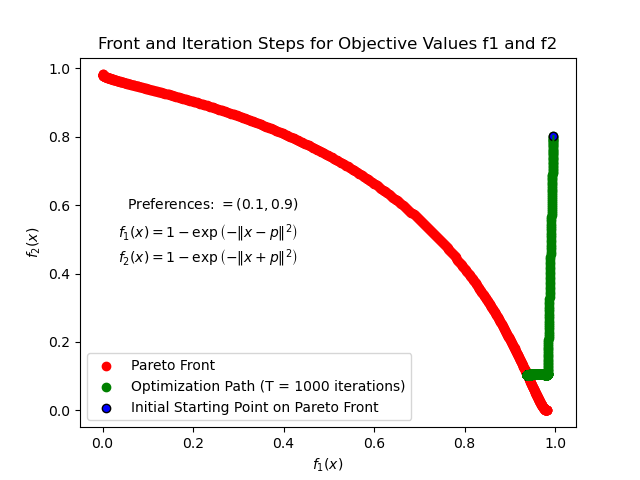 Front and Iteration Steps for Objective Values f1 and f2
1.0
0.8
0.6
0.4
0.2
0.0
f₂(x)
Preferences: = (0.1, 0.9)
f₁(x) = 1 − exp (−‖x − p‖²)
f₂(x) = 1 − exp (−‖x + p‖²)
Pareto Front
Optimization Path (T = 1000 iterations)
Initial Starting Point on Pareto Front
0.0 0.2 0.4 0.6 0.8 1.0
f₁(x)